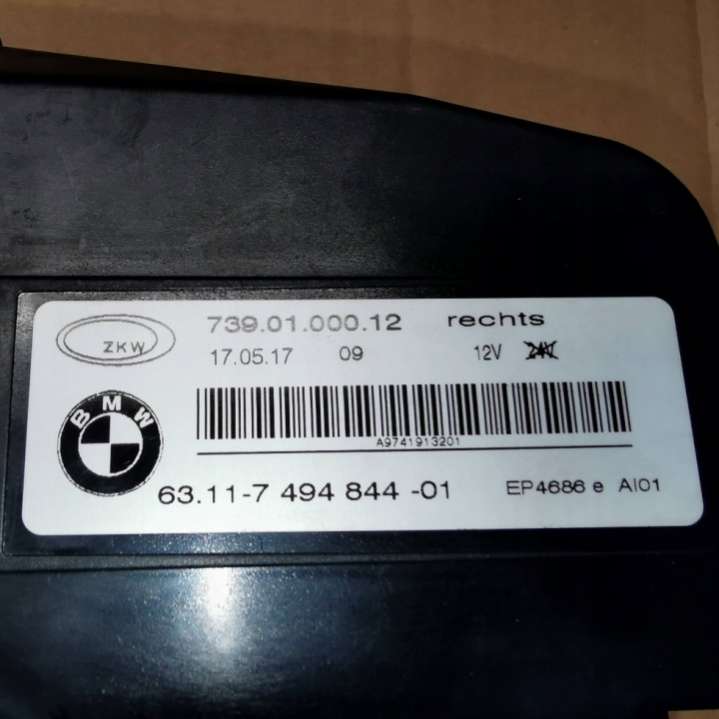 ZKW
739.01.000.12 rechts
17.05.17 09 12V 24V
BMW
A9741913201
63.11-7 494 844 -01 EP4686 e AI01